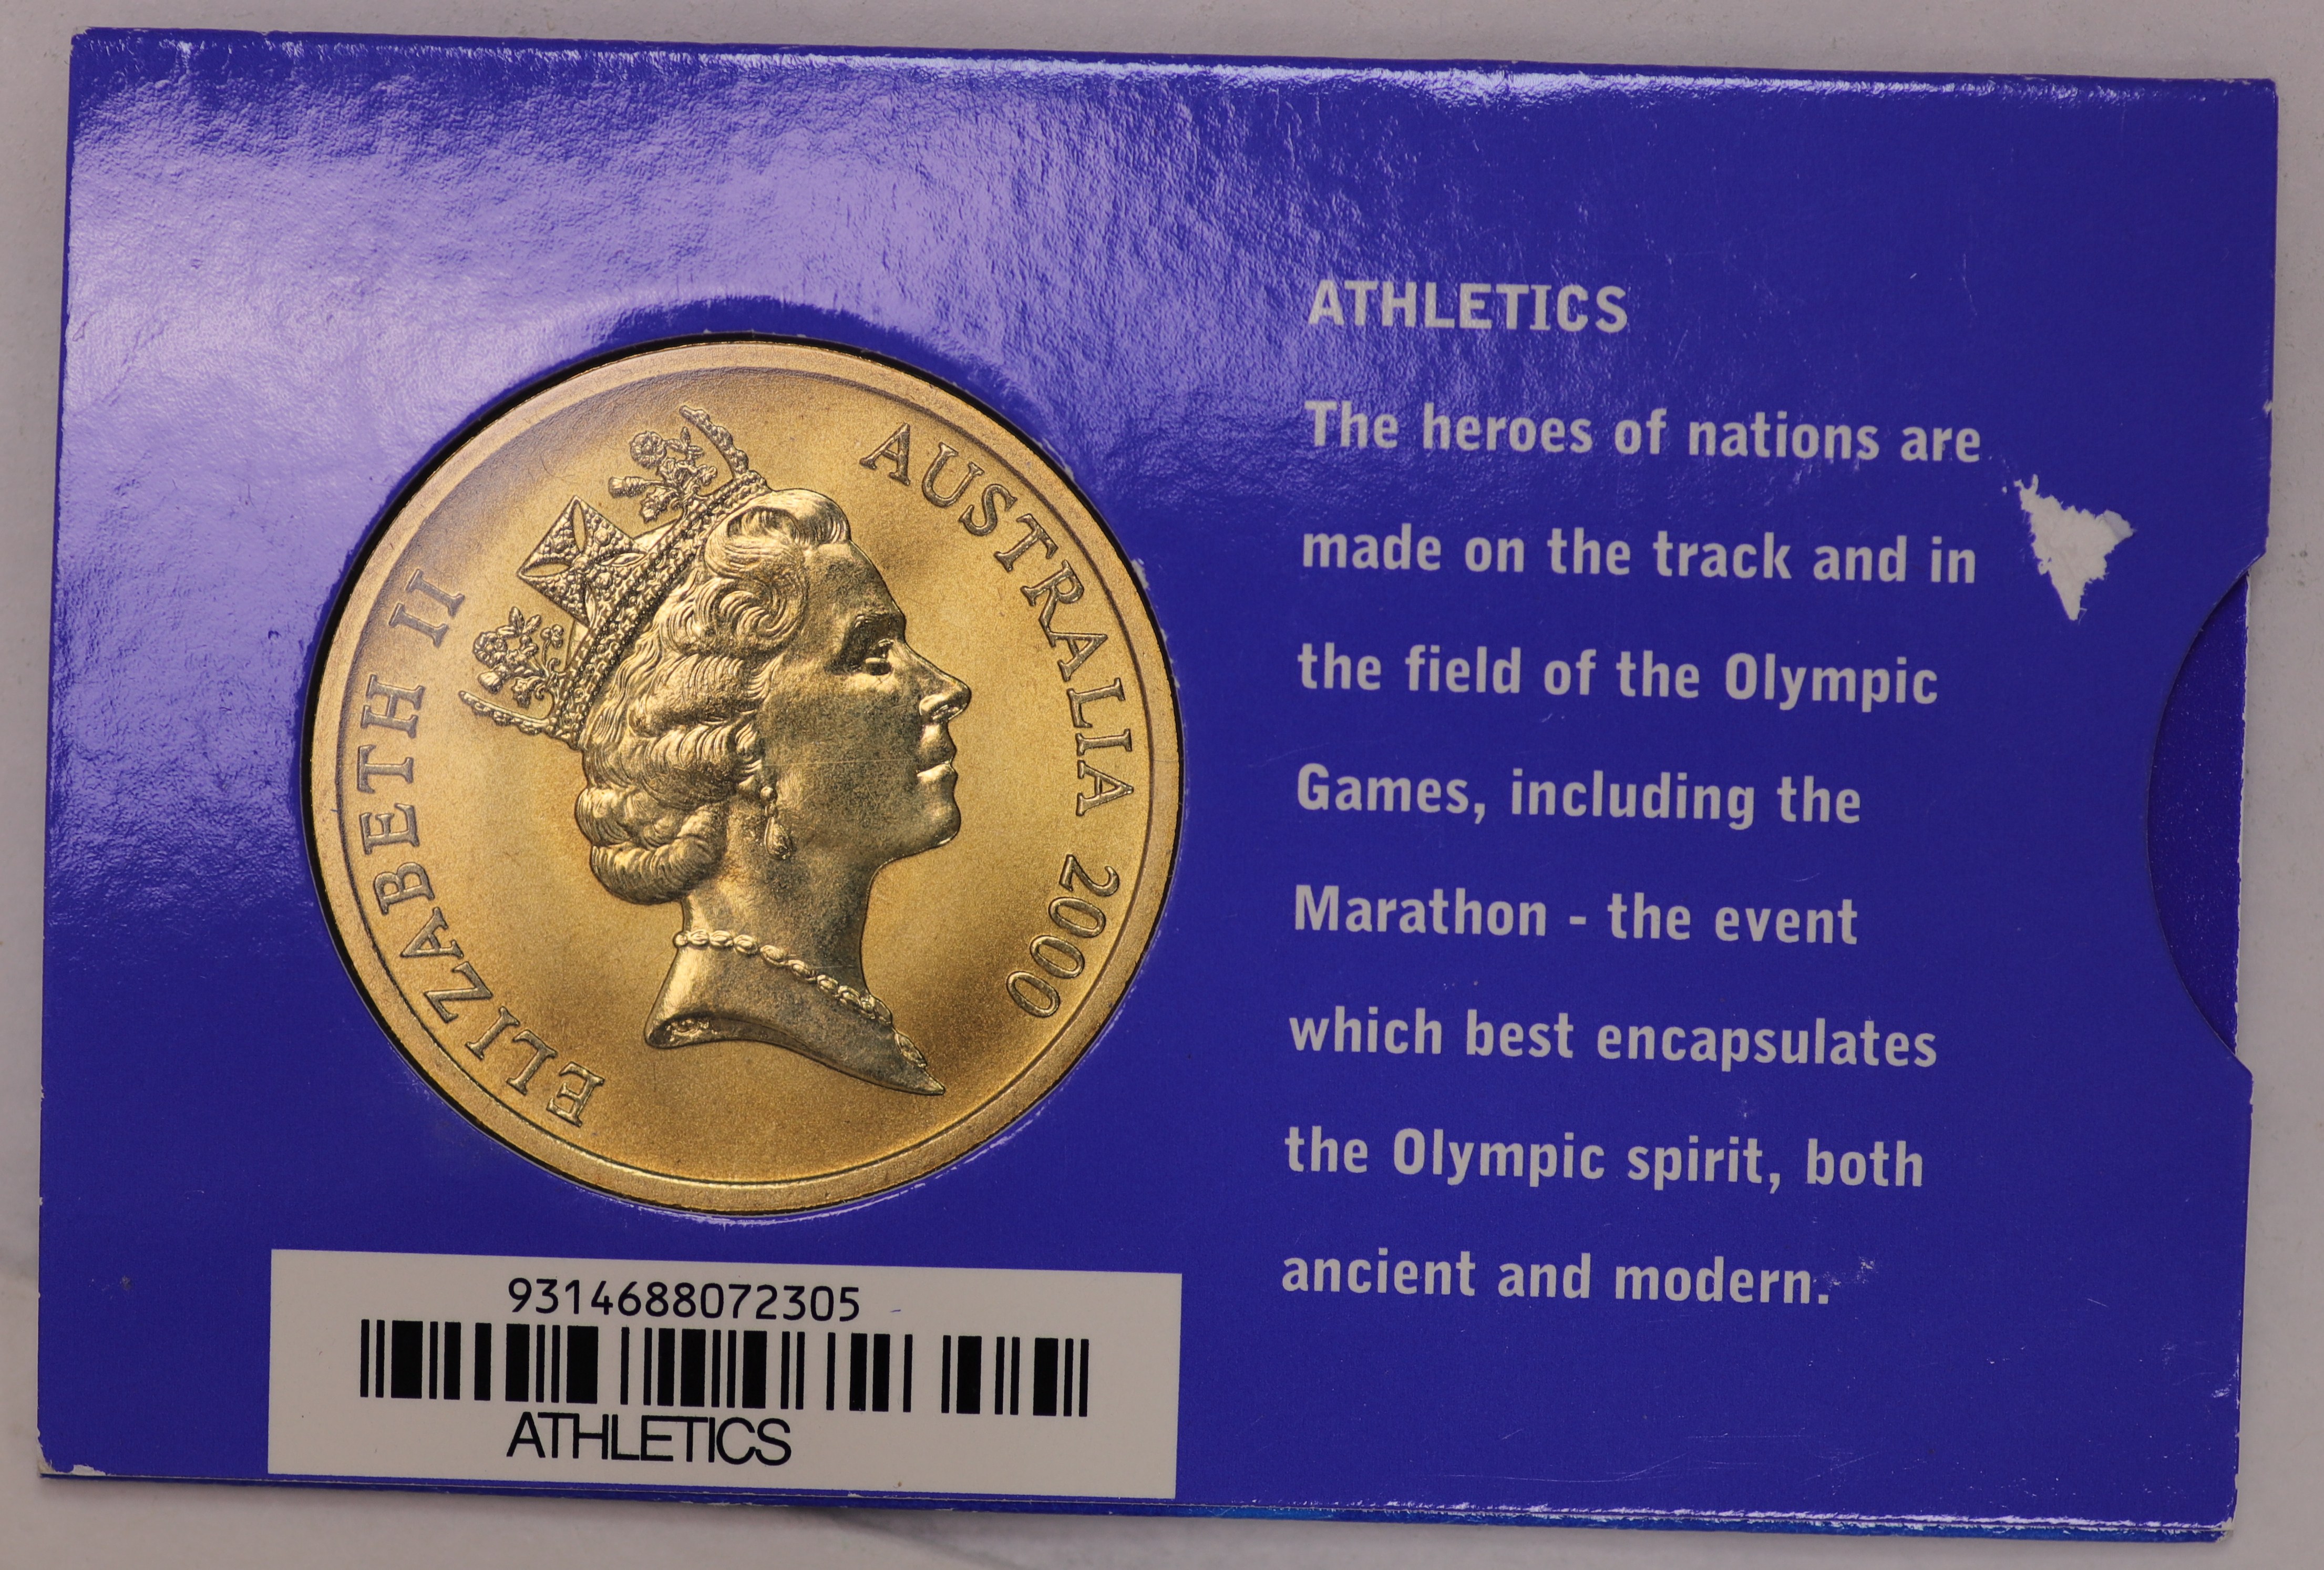 ELIZABETH II
AUSTRALIA 2000
ATHLETICS
The heroes of nations are
made on the track and in
the field of the Olympic
Games, including the
Marathon - the event
which best encapsulates
the Olympic spirit, both
ancient and modern.
9314688072305
ATHLETICS